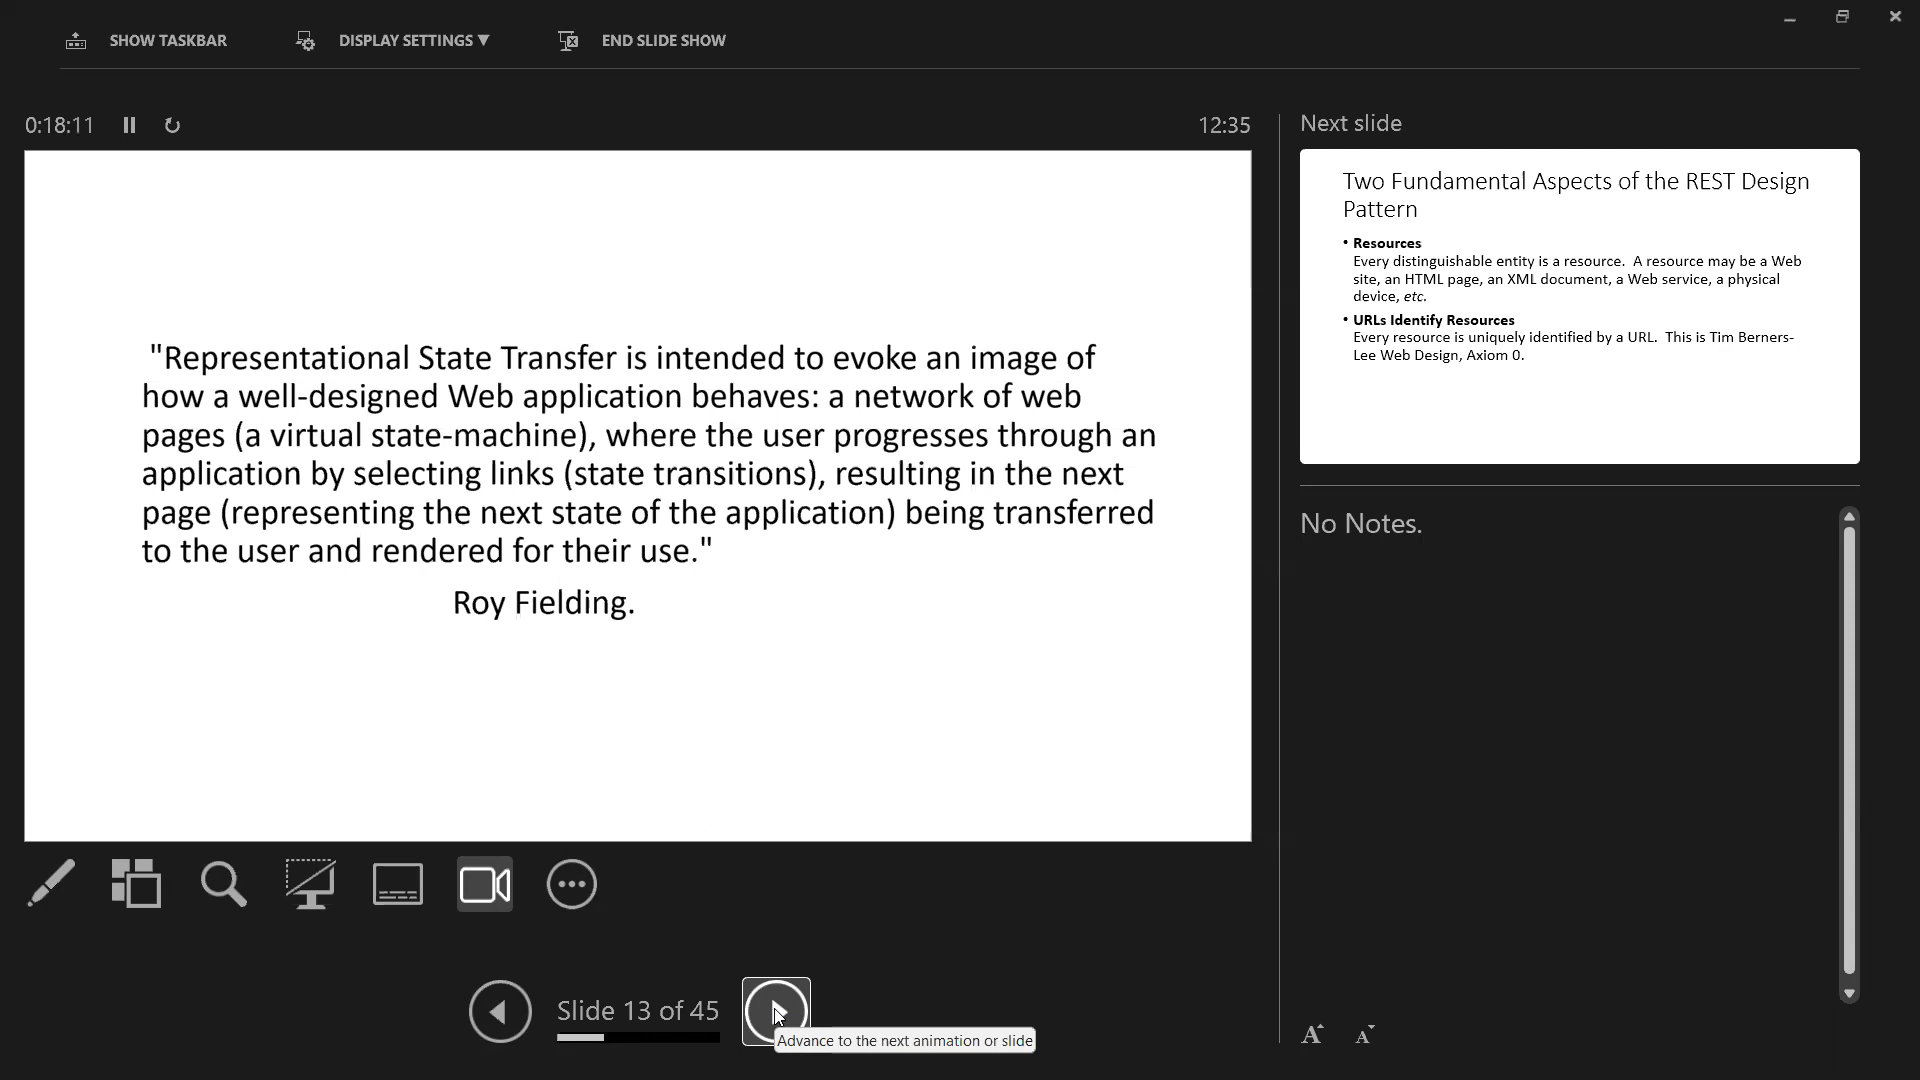 SHOW TASKBAR
DISPLAY SETTINGS ▼
END SLIDE SHOW
0:18:11
12:35
"Representational State Transfer is intended to evoke an image of
how a well-designed Web application behaves: a network of web
pages (a virtual state-machine), where the user progresses through an
application by selecting links (state transitions), resulting in the next
page (representing the next state of the application) being transferred
to the user and rendered for their use."
Roy Fielding.
Next slide
Two Fundamental Aspects of the REST Design
Pattern
• Resources
Every distinguishable entity is a resource. A resource may be a Web
site, an HTML page, an XML document, a Web service, a physical
device, etc.
• URLs Identify Resources
Every resource is uniquely identified by a URL. This is Tim Berners-
Lee Web Design, Axiom 0.
No Notes.
Slide 13 of 45
Advance to the next animation or slide
A A